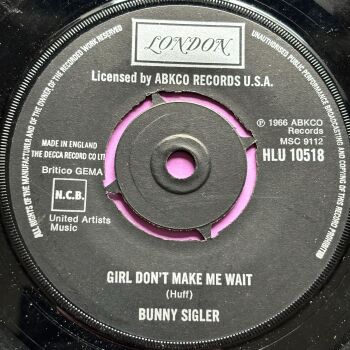 ALL RIGHTS OF THE MANUFACTURER AND OF THE OWNER OF THE RECORDED WORK RESERVED
UNAUTHORISED PUBLIC PERFORMANCE BROADCASTING AND COPYING OF THIS RECORD PROHIBITED
LONDON
Licensed by ABKCO RECORDS U.S.A.
MADE IN ENGLAND
THE DECCA RECORD CO LTD
℗ 1966 ABKCO
Records
MSC 9112
HLU 10518
Britico GEMA
N.C.B.
United Artists
Music
GIRL DON'T MAKE ME WAIT
(Huff)
BUNNY SIGLER